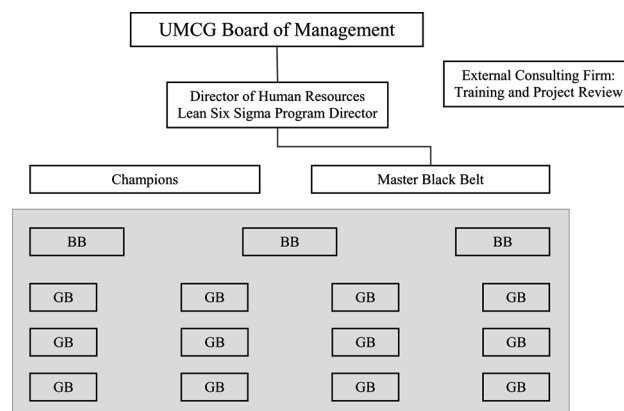 UMCG Board of Management
External Consulting Firm:
Training and Project Review
Director of Human Resources
Lean Six Sigma Program Director
Champions
Master Black Belt
BB
BB
BB
GB
GB
GB
GB
GB
GB
GB
GB
GB
GB
GB
GB